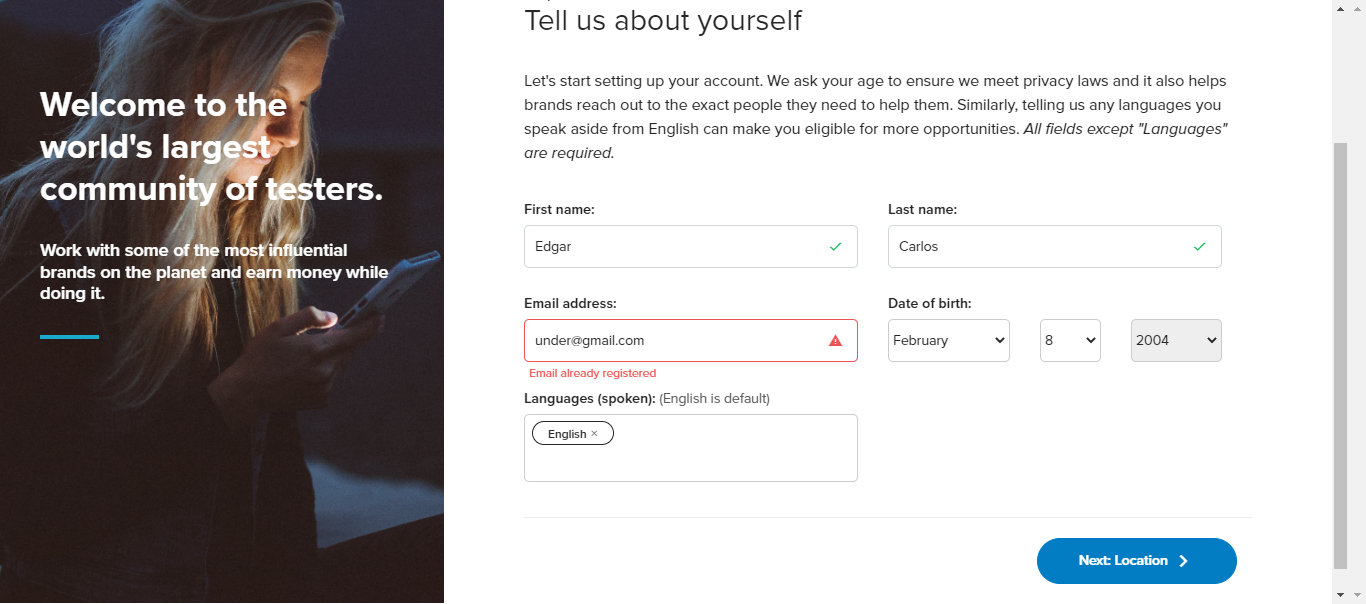 Welcome to the
world's largest
community of testers.
Work with some of the most influential
brands on the planet and earn money while
doing it.
Tell us about yourself
Let's start setting up your account. We ask your age to ensure we meet privacy laws and it also helps
brands reach out to the exact people they need to help them. Similarly, telling us any languages you
speak aside from English can make you eligible for more opportunities. All fields except "Languages"
are required.
First name:
Last name:
Edgar
Carlos
Email address:
Date of birth:
under@gmail.com
February
8
2004
Email already registered
Languages (spoken): (English is default)
English ×
Next: Location